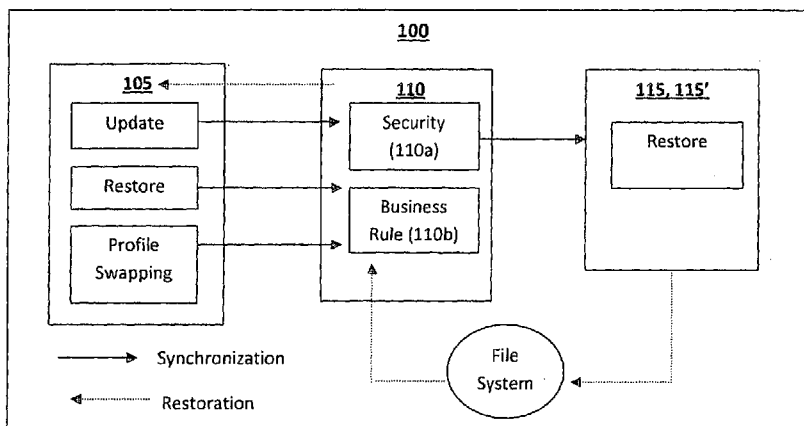 100
105
Update
Restore
Profile
Swapping
110
Security
(110a)
Business
Rule (110b)
115, 115'
Restore
File
System
Synchronization
Restoration